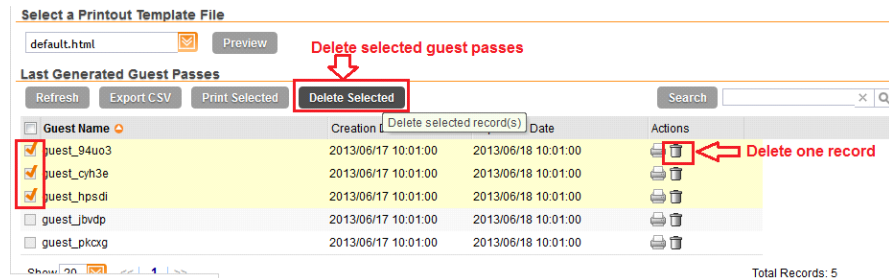 Select a Printout Template File
default.html Preview
Delete selected guest passes
Last Generated Guest Passes
Refresh Export CSV Print Selected Delete Selected Search
Delete selected record(s)
Guest Name Creation Date Actions
guest_94uo3 2013/06/17 10:01:00 2013/06/18 10:01:00
Delete one record
guest_cyh3e 2013/06/17 10:01:00 2013/06/18 10:01:00
guest_hpsdi 2013/06/17 10:01:00 2013/06/18 10:01:00
guest_jbvdp 2013/06/17 10:01:00 2013/06/18 10:01:00
guest_pkcxg 2013/06/17 10:01:00 2013/06/18 10:01:00
Show 20 << 1 >>
Total Records: 5